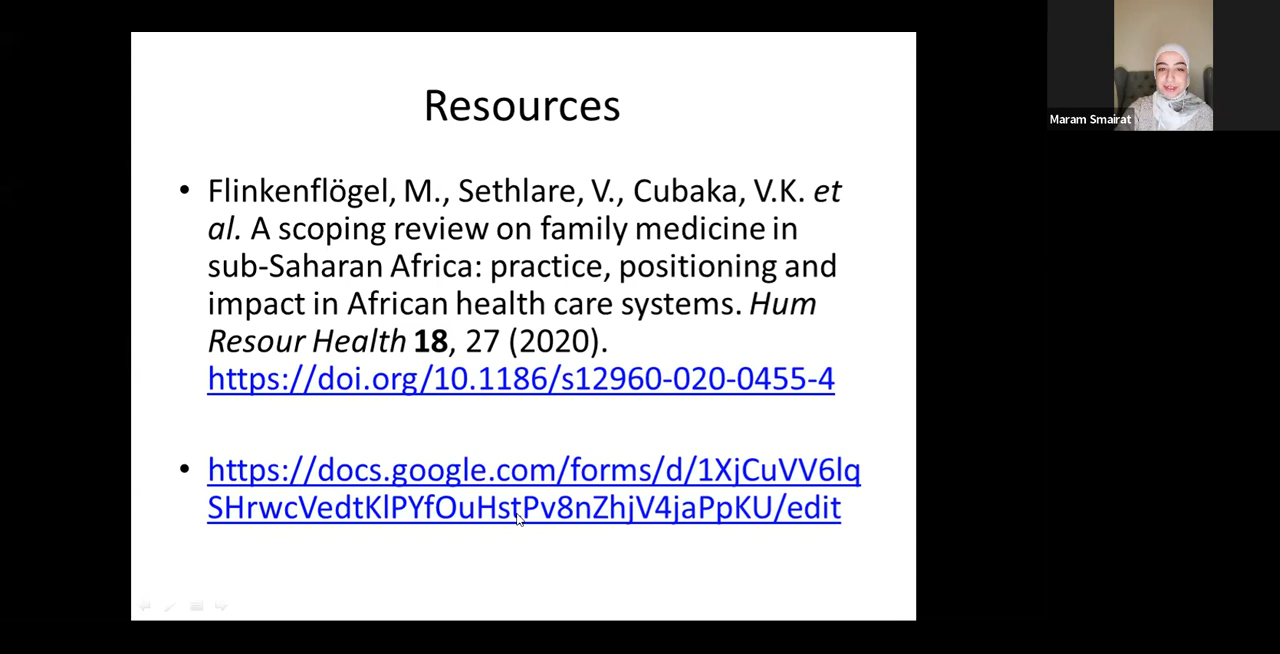 Resources
• Flinkenflögel, M., Sethlare, V., Cubaka, V.K. et
al. A scoping review on family medicine in
sub-Saharan Africa: practice, positioning and
impact in African health care systems. Hum
Resour Health 18, 27 (2020).
https://doi.org/10.1186/s12960-020-0455-4
• https://docs.google.com/forms/d/1XjCuVV6lq
SHrwcVedtKlPYfOuHstPv8nZhjV4jaPpKU/edit
Maram Smairat